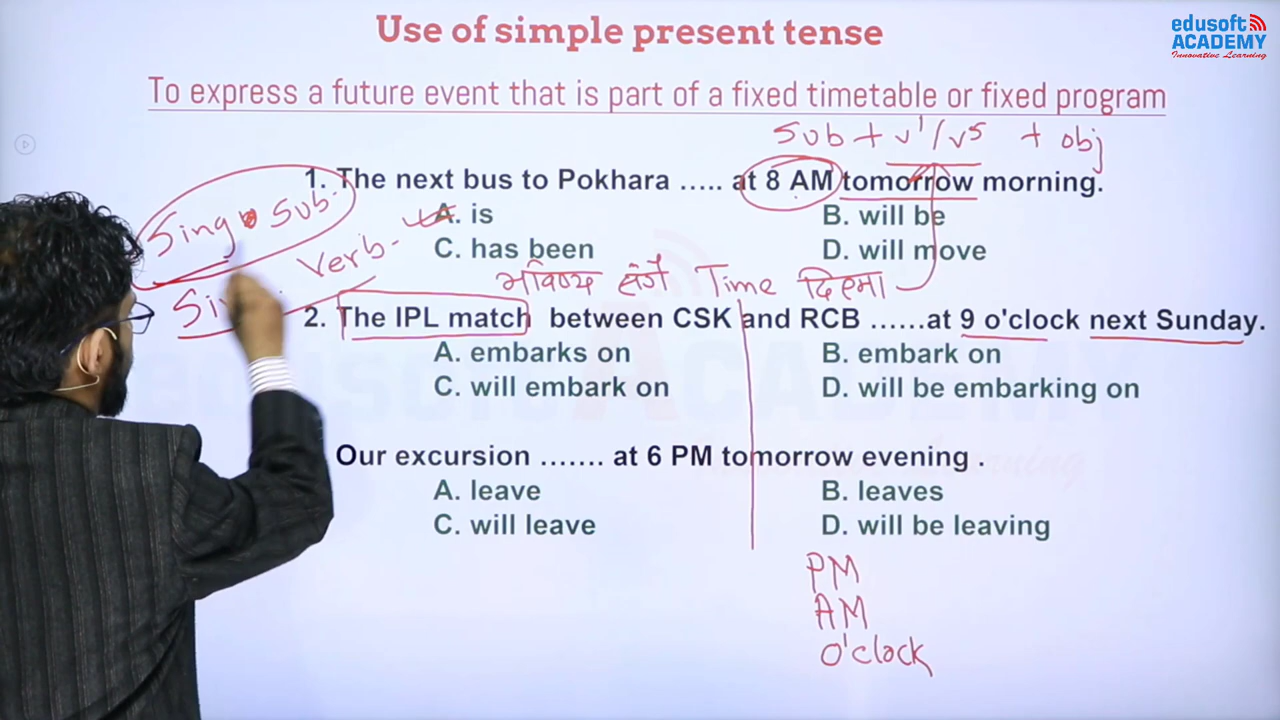 Use of simple present tense
edusoft
ACADEMY
Innovative Learning
To express a future event that is part of a fixed timetable or fixed program
Sub + v¹/v5 + obj
1. The next bus to Pokhara ….. at 8 AM tomorrow morning.
A. is
B. will be
C. has been
D. will move
Sing. Sub.
Verb.
भविष्य हुने Time दिएमा
2. The IPL match between CSK and RCB ……at 9 o'clock next Sunday.
A. embarks on
B. embark on
C. will embark on
D. will be embarking on
Our excursion ……. at 6 PM tomorrow evening .
A. leave
B. leaves
C. will leave
D. will be leaving
PM
AM
o'clock